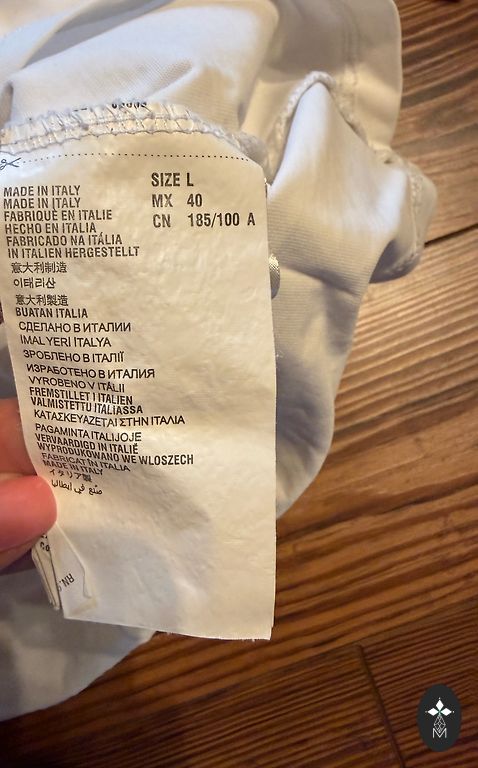 MADE IN ITALY
MADE IN ITALY
FABRIQUÉ EN ITALIE
HECHO EN ITALIA
FABRICADO NA ITÁLIA
IN ITALIEN HERGESTELLT
意大利制造
이태리산
意大利製造
BUATAN ITALIA
СДЕЛАНО В ИТАЛИИ
IMAL YERİ İTALYA
ЗРОБЛЕНО В ІТАЛІЇ
ИЗРАБОТЕНО В ИТАЛИЯ
VYROBENO V ITÁLII
FREMSTILLET I ITALIEN
VALMISTETTU ITALIASSA
ΚΑΤΑΣΚΕΥΑΖΕΤΑΙ ΣΤΗΝ ΙΤΑΛΙΑ
PAGAMINTA ITALIJOJE
VERVAARDIGD IN ITALIË
WYPRODUKOWANO WE WLOSZECH
FABRICAT IN ITALIA
MADE IN ITALY
イタリア製
صنع في ايطاليا
SIZE L
MX 40
CN 185/100 A
RN.
M